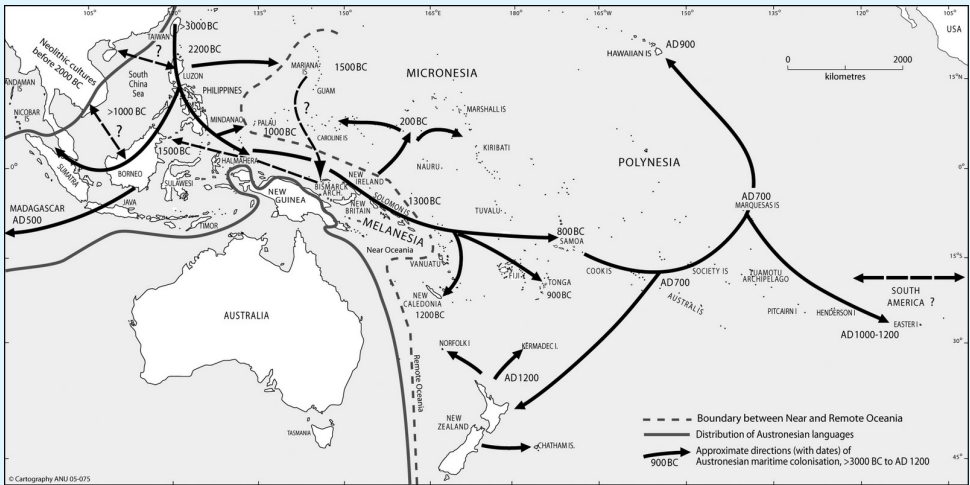 105°
120°
135°
150°
165°
180°
165°
150°
135°
120°
105°
>3000 BC
TAIWAN
USA
AD 900
HAWAIIAN IS
0 2000
kilometres
15°N
Neolithic cultures
before 2000 BC
?
2200 BC
LUZON
South
China
Sea
MARIANA
IS
1500 BC
GUAM
MICRONESIA
ANDAMAN
IS
NICOBAR
IS
>1000 BC
?
PHILIPPINES
MINDANAO
PALAU
1000 BC
?
CAROLINE IS
200 BC
MARSHALL IS
KIRIBATI
POLYNESIA
1500 BC
HALMAHERA
NAURU
0°
0°
SUMATRA
BORNEO
SULAWESI
NEW
GUINEA
BISMARCK
ARCH.
NEW
IRELAND
NEW
BRITAIN
SOLOMON IS
1300 BC
TUVALU
AD 700
MARQUESAS IS
MADAGASCAR
AD 500
JAVA
TIMOR
MELANESIA
Near Oceania
800 BC
SAMOA
VANUATU
FIJI
TONGA
900 BC
COOK IS
SOCIETY IS
TUAMOTU
ARCHIPELAGO
15°S
15°S
AD 700
AUSTRALIS
SOUTH
AMERICA ?
NEW
CALEDONIA
1200 BC
PITCAIRN I
HENDERSON I
EASTER I
AD 1000-1200
AUSTRALIA
30°
30°
NORFOLK I
KERMADEC I.
AD 1200
Remote Oceania
NEW
ZEALAND
CHATHAM IS.
TASMANIA
45°
45°
Boundary between Near and Remote Oceania
Distribution of Austronesian languages
Approximate directions (with dates) of
900 BC Austronesian maritime colonisation, >3000 BC to AD 1200
© Cartography ANU 05-075